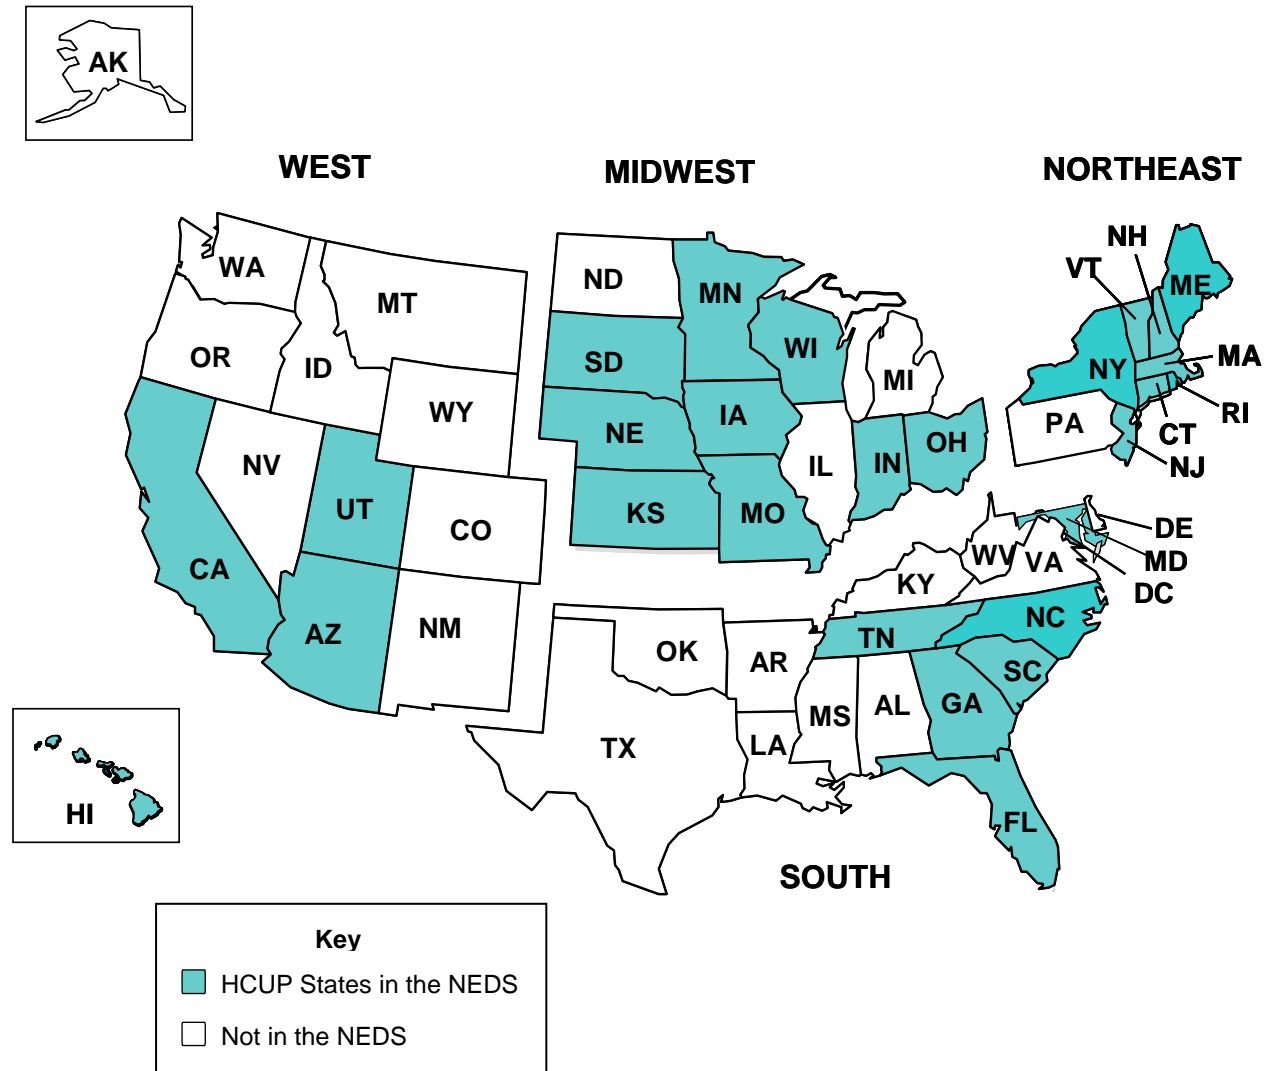 AK
WEST
MIDWEST
NORTHEAST
NH
VT
WA
ND
MN
ME
MT
OR
ID
SD
WI
MI
NY
MA
WY
NE
IA
PA
RI
CT
NJ
NV
IL
IN
OH
UT
CO
KS
MO
DE
MD
DC
CA
WV
VA
KY
AZ
NM
TN
NC
OK
AR
SC
MS
AL
GA
TX
LA
HI
FL
SOUTH
Key
HCUP States in the NEDS
Not in the NEDS